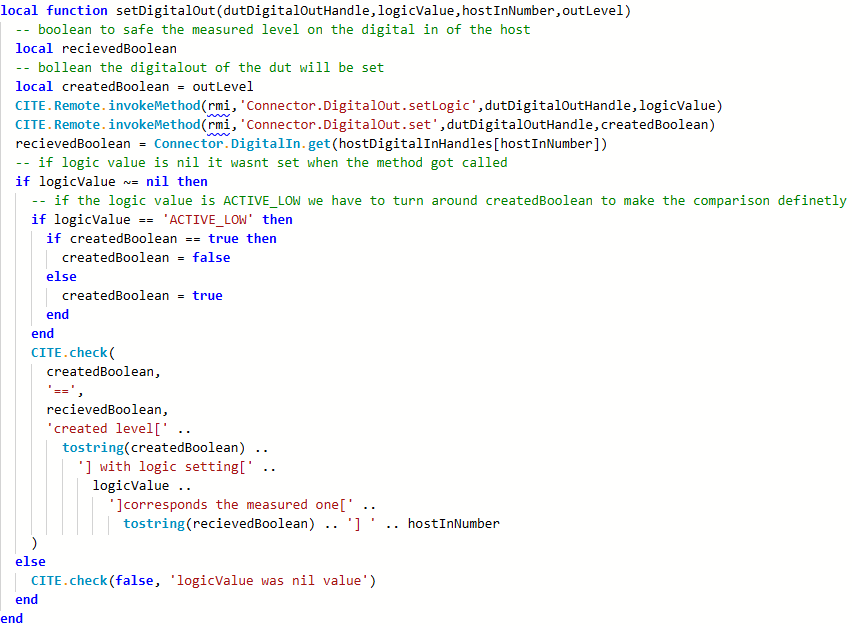 local function setDigitalOut(dutDigitalOutHandle,logicValue,hostInNumber,outLevel)
  -- boolean to safe the measured level on the digital in of the host
  local recievedBoolean
  -- bollean the digitalout of the dut will be set
  local createdBoolean = outLevel
  CITE.Remote.invokeMethod(rmi,'Connector.DigitalOut.setLogic',dutDigitalOutHandle,logicValue)
  CITE.Remote.invokeMethod(rmi,'Connector.DigitalOut.set',dutDigitalOutHandle,createdBoolean)
  recievedBoolean = Connector.DigitalIn.get(hostDigitalInHandles[hostInNumber])
  -- if logic value is nil it wasnt set when the method got called
  if logicValue ~= nil then
    -- if the logic value is ACTIVE_LOW we have to turn around createdBoolean to make the comparison definetly
    if logicValue == 'ACTIVE_LOW' then
      if createdBoolean == true then
        createdBoolean = false
      else
        createdBoolean = true
      end
    end
    CITE.check(
      createdBoolean,
      '==',
      recievedBoolean,
      'created level[' ..
        tostring(createdBoolean) ..
          '] with logic setting[' ..
            logicValue ..
              ']corresponds the measured one[' ..
                tostring(recievedBoolean) .. '] ' .. hostInNumber
    )
  else
    CITE.check(false, 'logicValue was nil value')
  end
end